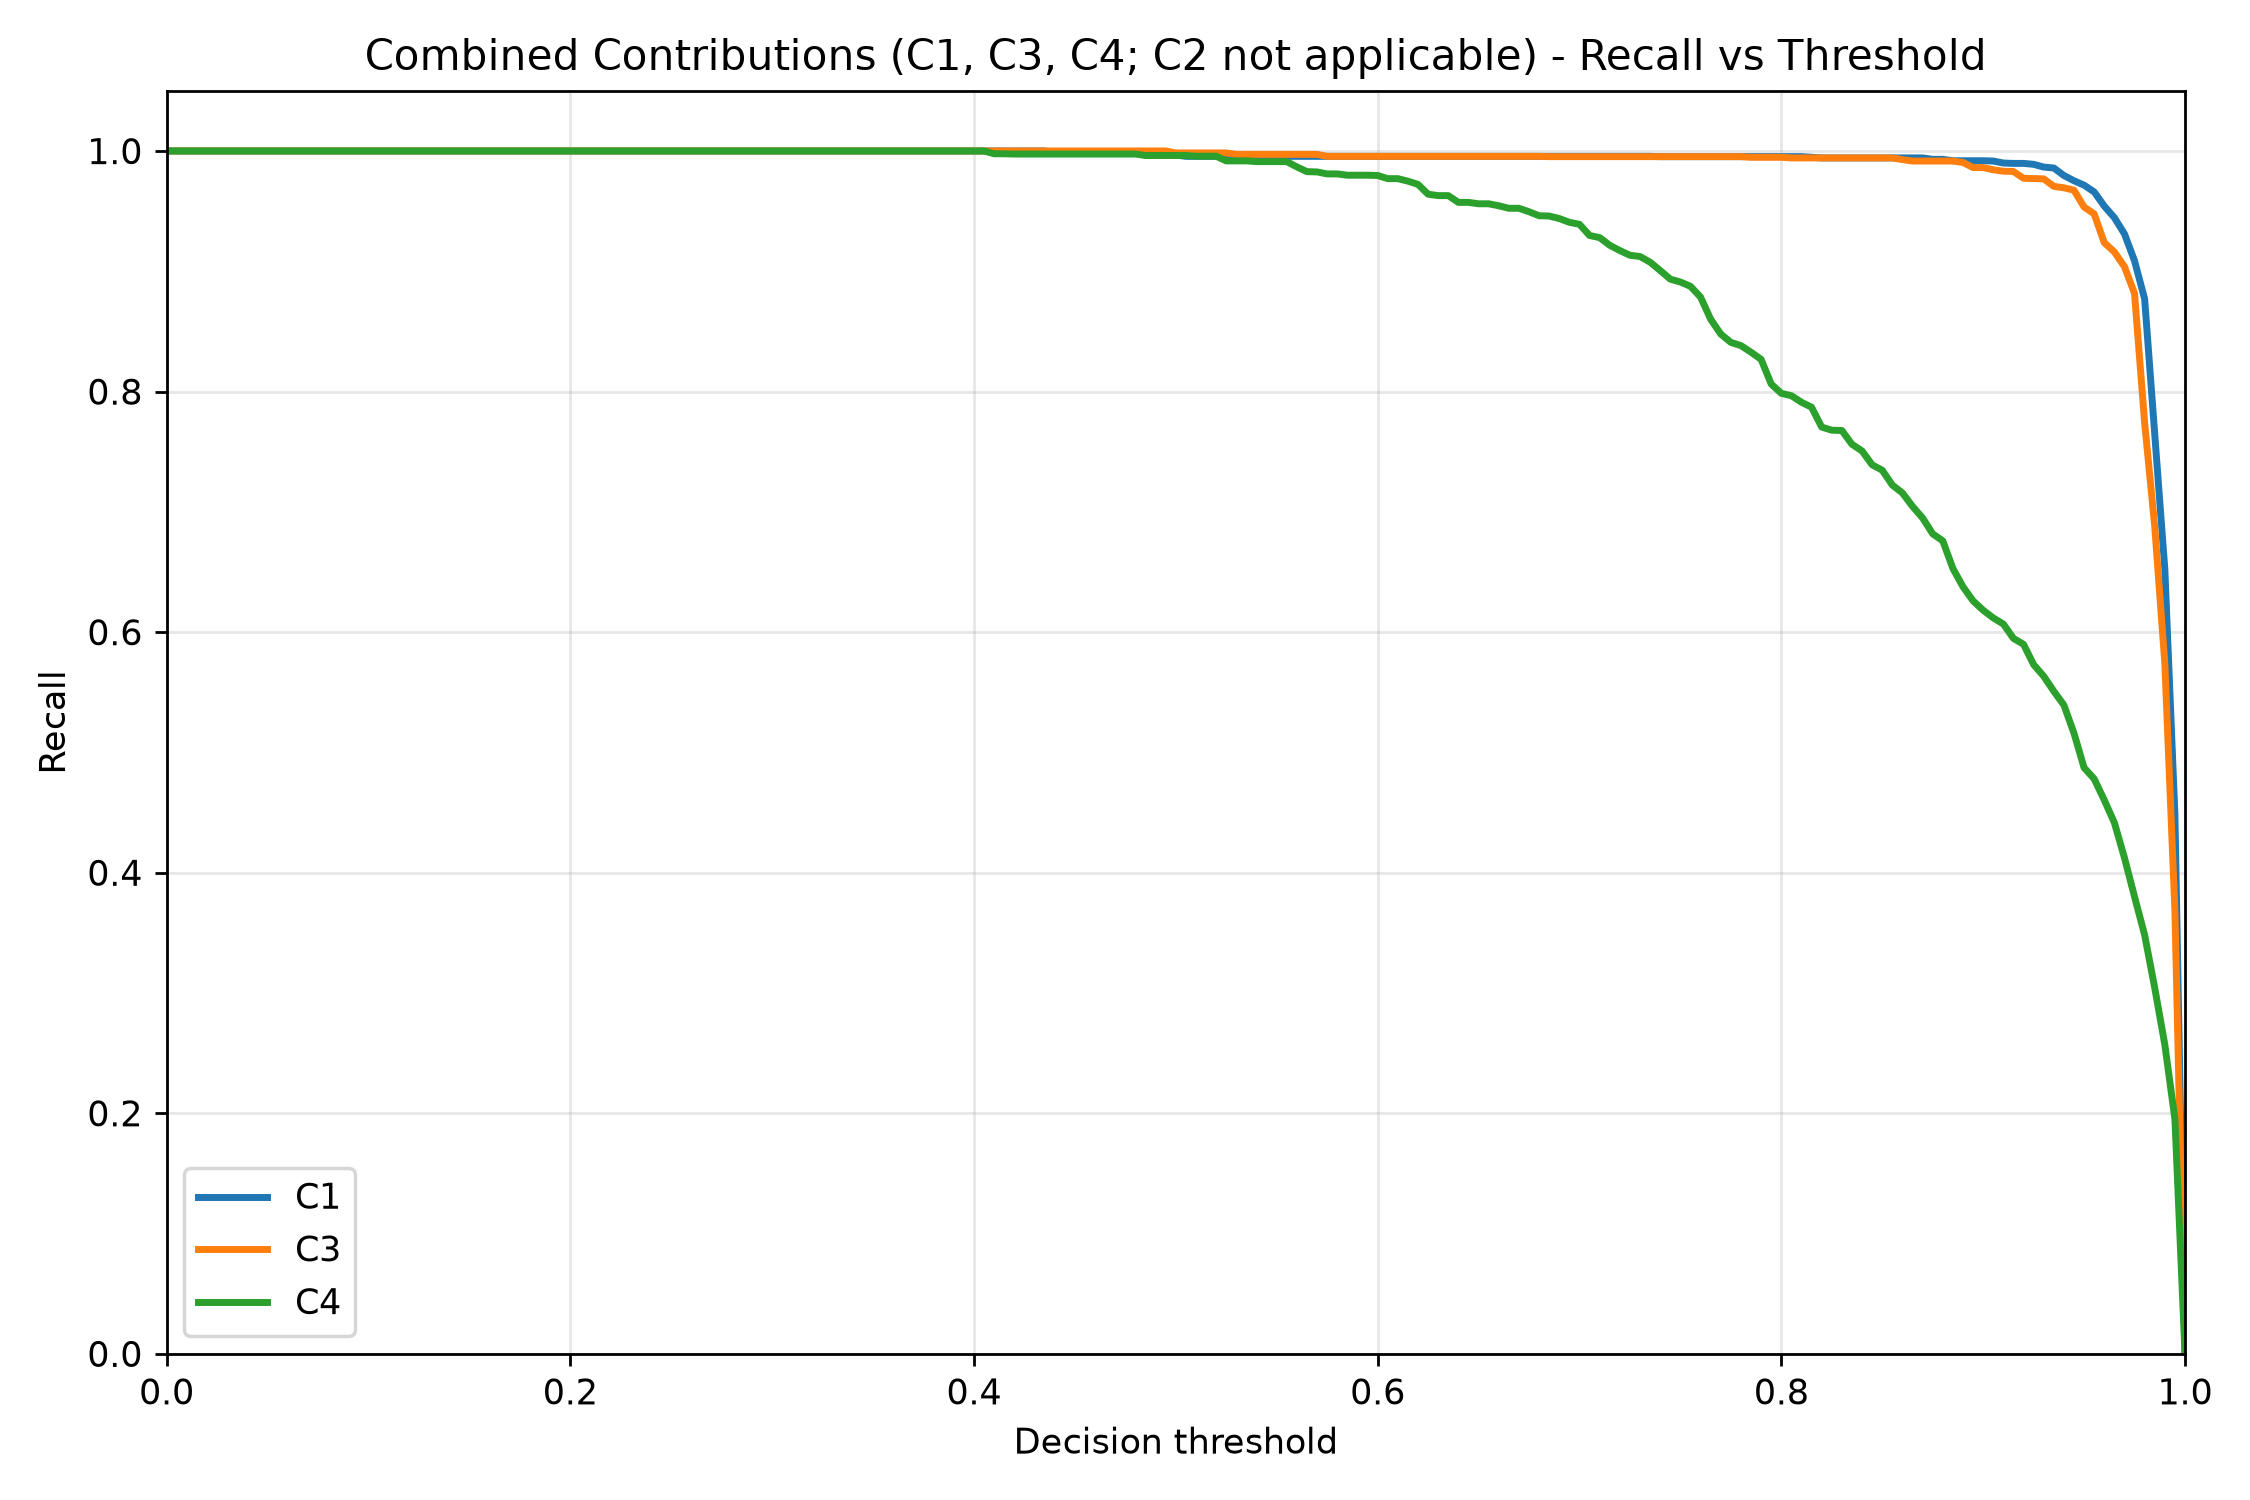 Combined Contributions (C1, C3, C4; C2 not applicable) - Recall vs Threshold
1.0
0.8
0.6
0.4
0.2
0.0
Recall
C1
C3
C4
0.0 0.2 0.4 0.6 0.8 1.0
Decision threshold